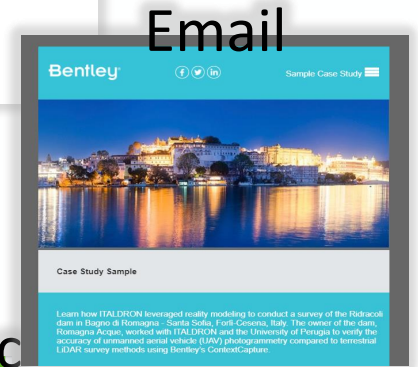 Email
Bentley
Sample Case Study
Case Study Sample
Learn how ITALDRON leveraged reality modeling to conduct a survey of the Ridracoli
dam in Bagno di Romagna - Santa Sofia, Forlì-Cesena, Italy. The owner of the dam,
Romagna Acque, worked with ITALDRON and the University of Perugia to verify the
accuracy of unmanned aerial vehicle (UAV) photogrammetry compared to terrestrial
LiDAR survey methods using Bentley's ContextCapture.